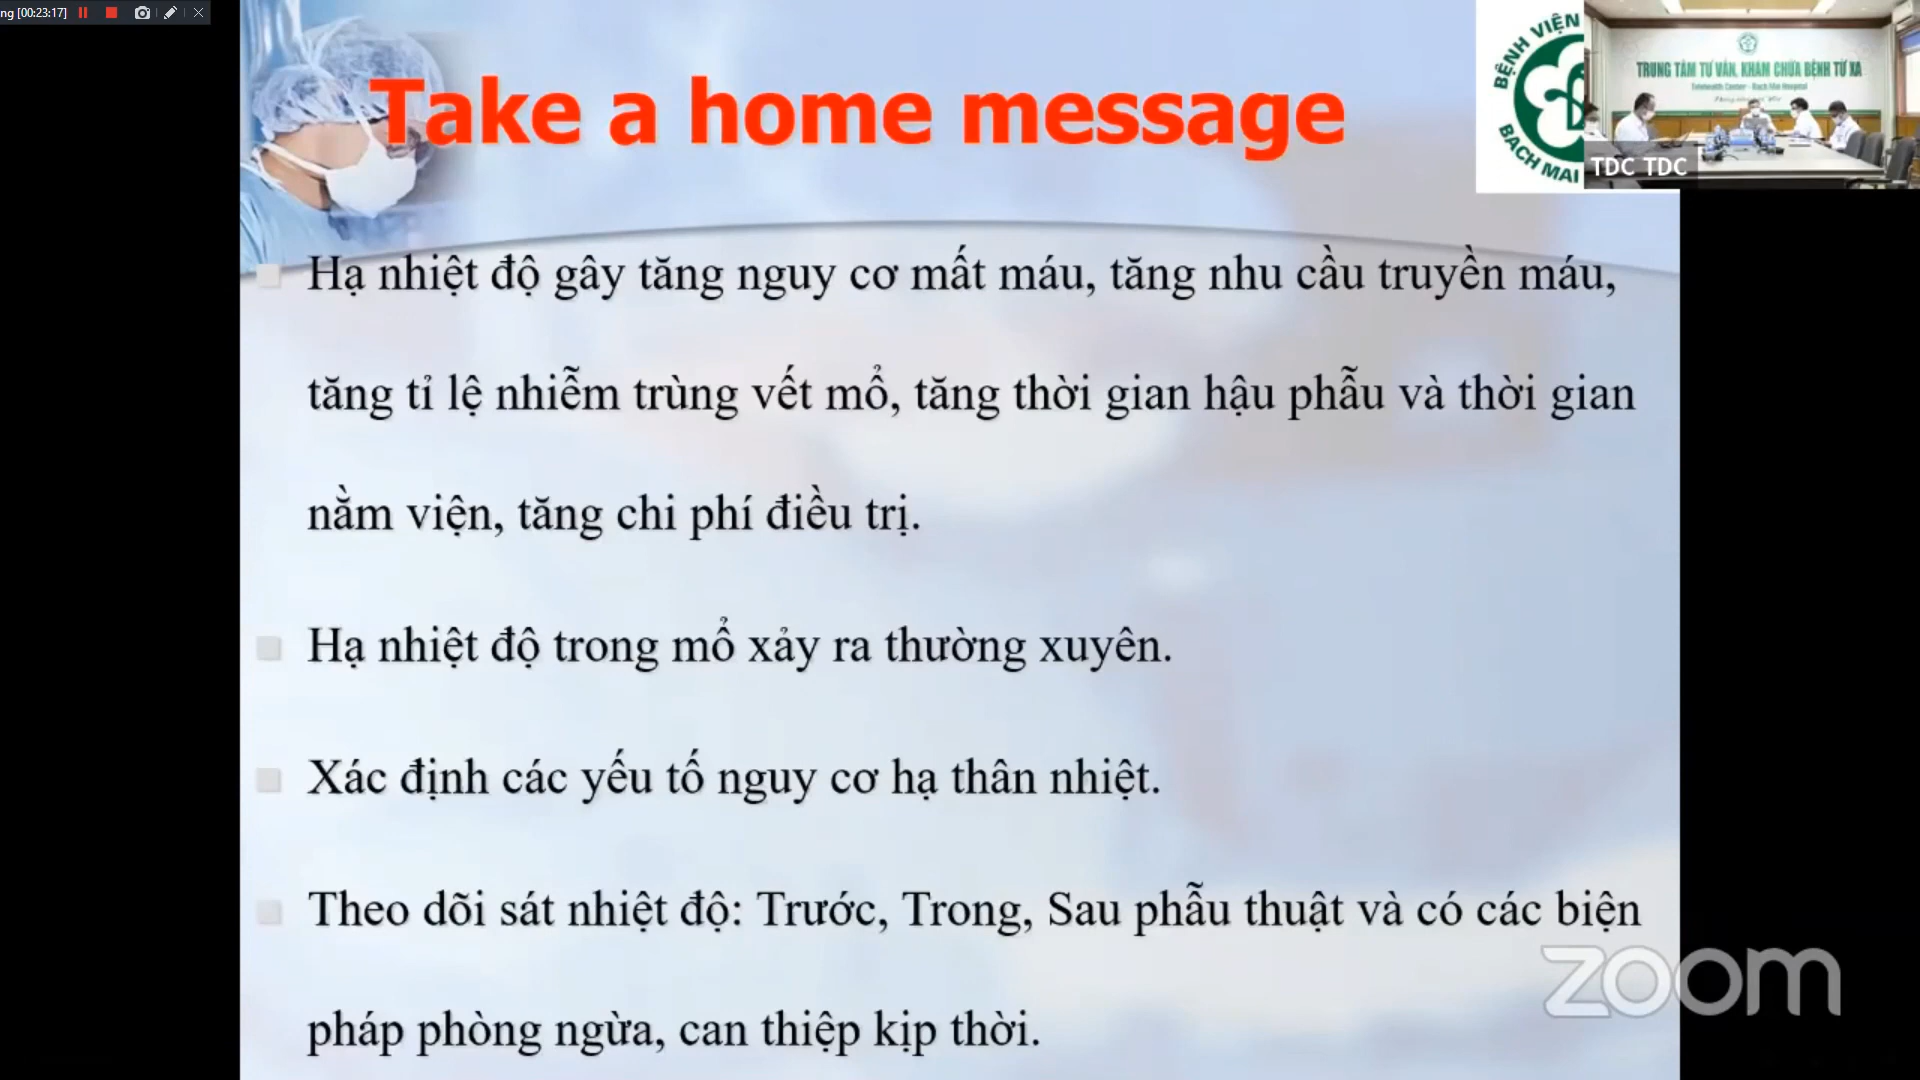 ng [00:23:17]
Take a home message
BỆNH VIỆN
BẠCH MAI
TRUNG TÂM TƯ VẤN, KHÁM CHỮA BỆNH TỪ XA
Telehealth Center - Bach Mai Hospital
TDC TDC
Hạ nhiệt độ gây tăng nguy cơ mất máu, tăng nhu cầu truyền máu,
tăng tỉ lệ nhiễm trùng vết mổ, tăng thời gian hậu phẫu và thời gian
nằm viện, tăng chi phí điều trị.
Hạ nhiệt độ trong mổ xảy ra thường xuyên.
Xác định các yếu tố nguy cơ hạ thân nhiệt.
Theo dõi sát nhiệt độ: Trước, Trong, Sau phẫu thuật và có các biện
pháp phòng ngừa, can thiệp kịp thời.
zoom